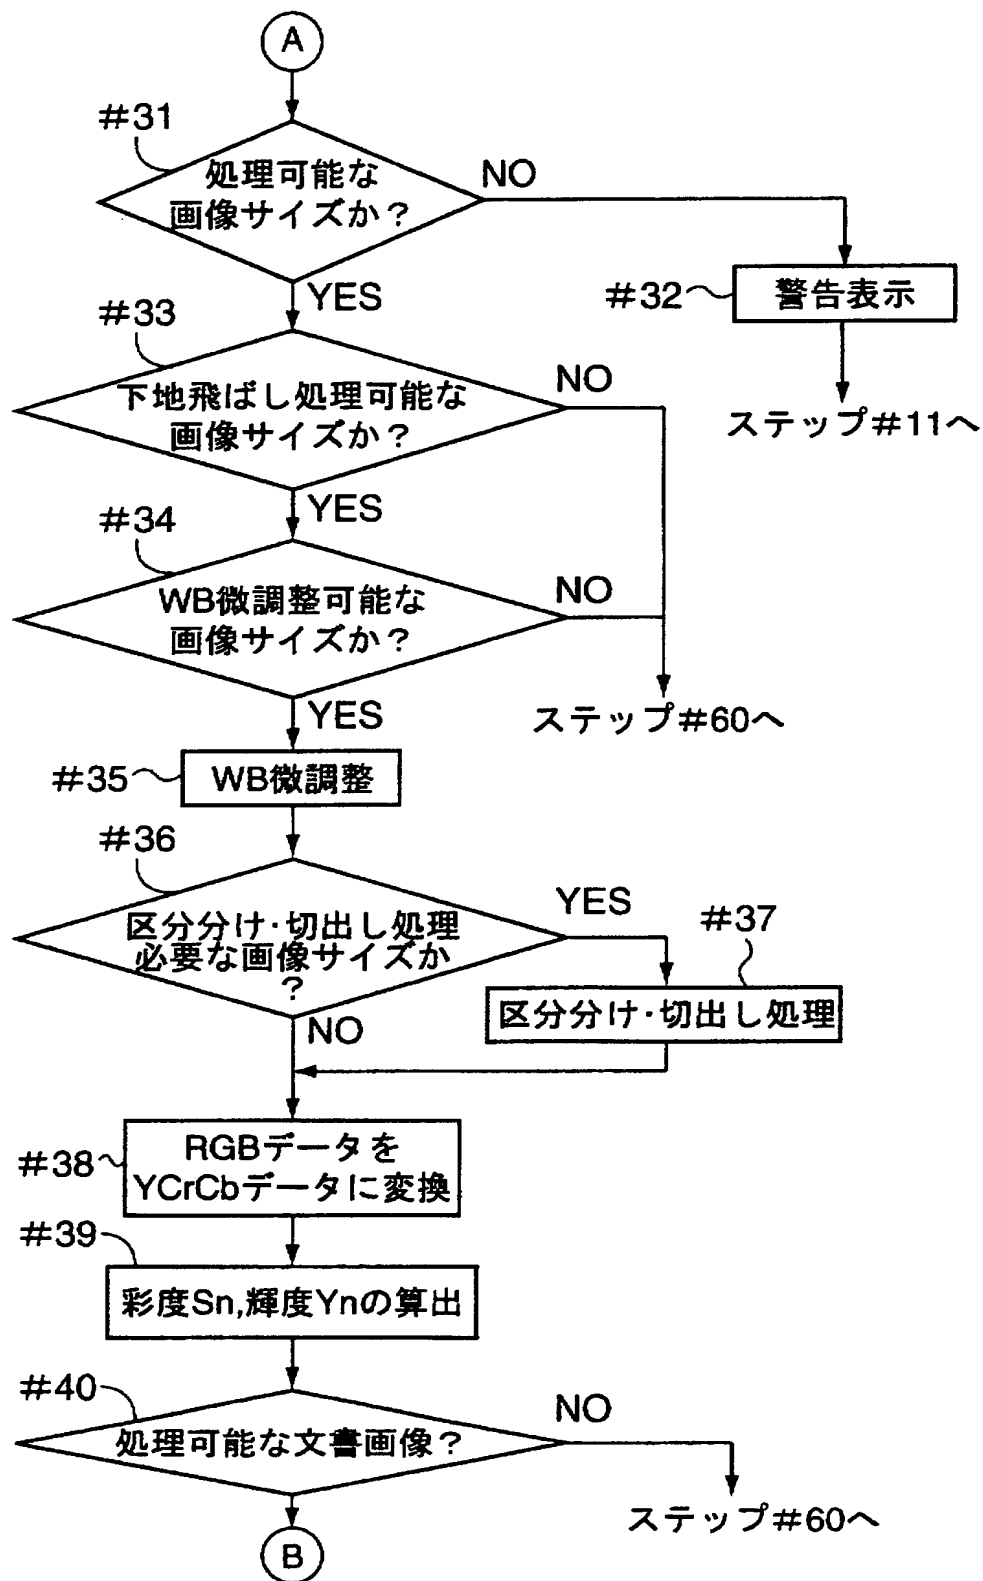 A
#31
処理可能な
画像サイズか？
NO
YES
#32
警告表示
ステップ#11へ
#33
下地飛ばし処理可能な
画像サイズか？
NO
YES
#34
WB微調整可能な
画像サイズか？
NO
YES
ステップ#60へ
#35
WB微調整
#36
区分分け·切出し処理
必要な画像サイズか
？
YES
NO
#37
区分分け·切出し処理
#38
RGBデータを
YCrCbデータに変換
#39
彩度Sn,輝度Ynの算出
#40
処理可能な文書画像？
NO
ステップ#60へ
B